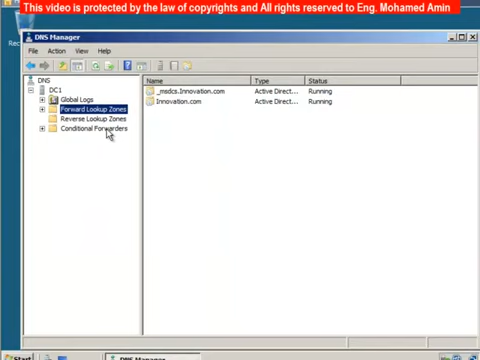 This video is protected by the law of copyrights and All rights reserved to Eng. Mohamed Amin
Rec
DNS Manager
File Action View Help
DNS
DC1
Global Logs
Forward Lookup Zones
Reverse Lookup Zones
Conditional Forwarders
Name Type Status
_msdcs.Innovation.com Active Direct... Running
Innovation.com Active Direct... Running
Start DNS Manager